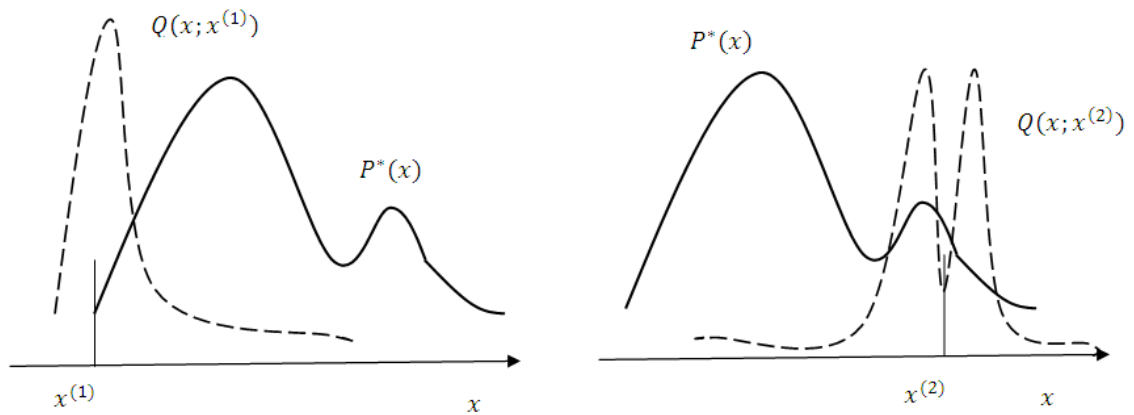 Q(x; x^(1))
P*(x)
x^(1)
x
P*(x)
Q(x; x^(2))
x^(2)
x